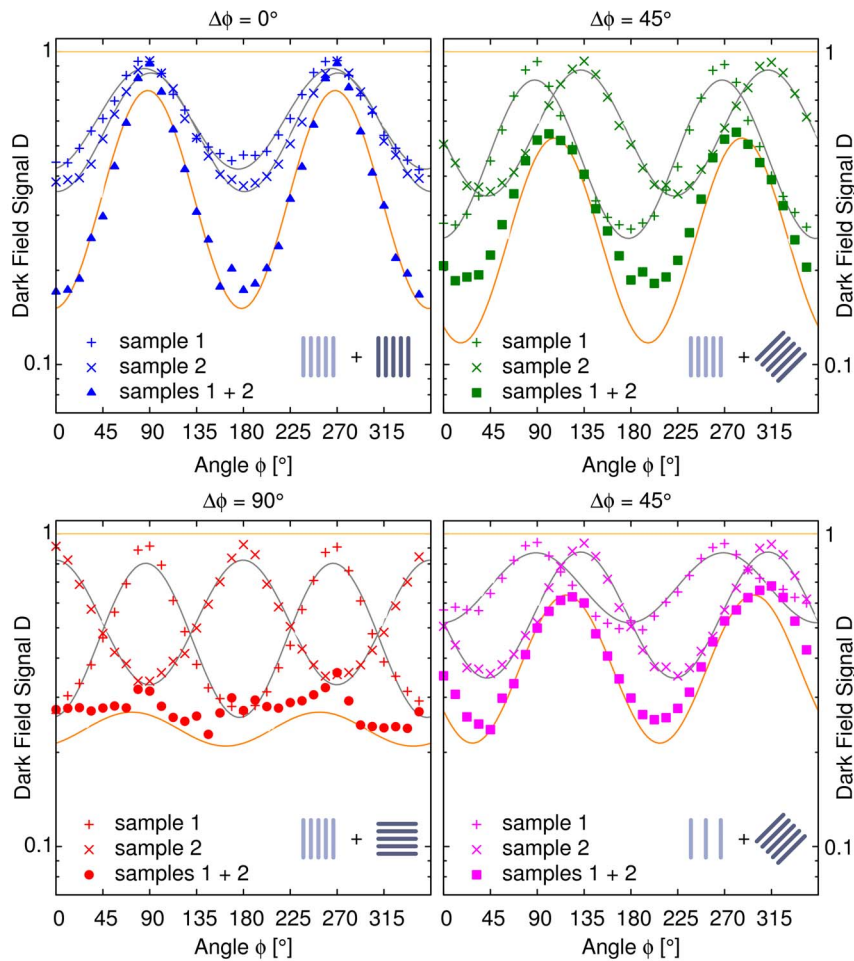 Δϕ = 0°
Δϕ = 45°
1
0.1
Dark Field Signal D
sample 1
sample 2
samples 1 + 2
+
0 45 90 135 180 225 270 315
Angle ϕ [°]
1
0.1
Dark Field Signal D
sample 1
sample 2
samples 1 + 2
+
0 45 90 135 180 225 270 315
Angle ϕ [°]
Δϕ = 90°
Δϕ = 45°
1
0.1
Dark Field Signal D
sample 1
sample 2
samples 1 + 2
+
0 45 90 135 180 225 270 315
Angle ϕ [°]
1
0.1
Dark Field Signal D
sample 1
sample 2
samples 1 + 2
+
0 45 90 135 180 225 270 315
Angle ϕ [°]